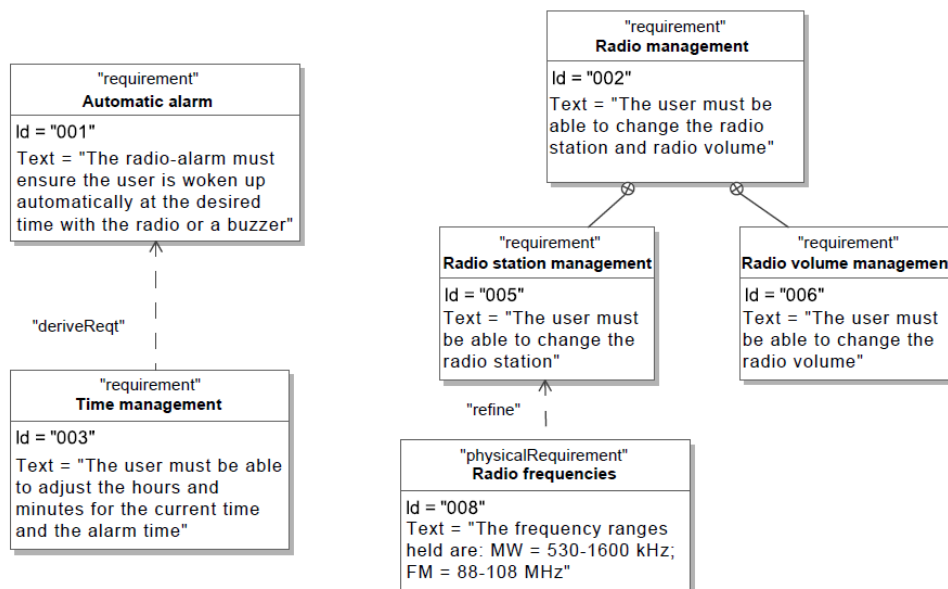 "requirement"
Automatic alarm
Id = "001"
Text = "The radio-alarm must
ensure the user is woken up
automatically at the desired
time with the radio or a buzzer"
"deriveReqt"
"requirement"
Time management
Id = "003"
Text = "The user must be able
to adjust the hours and
minutes for the current time
and the alarm time"
"requirement"
Radio management
Id = "002"
Text = "The user must be
able to change the radio
station and radio volume"
"requirement"
Radio station management
Id = "005"
Text = "The user must
be able to change the
radio station"
"requirement"
Radio volume management
Id = "006"
Text = "The user must
be able to change the
radio volume"
"refine"
"physicalRequirement"
Radio frequencies
Id = "008"
Text = "The frequency ranges
held are: MW = 530-1600 kHz;
FM = 88-108 MHz"